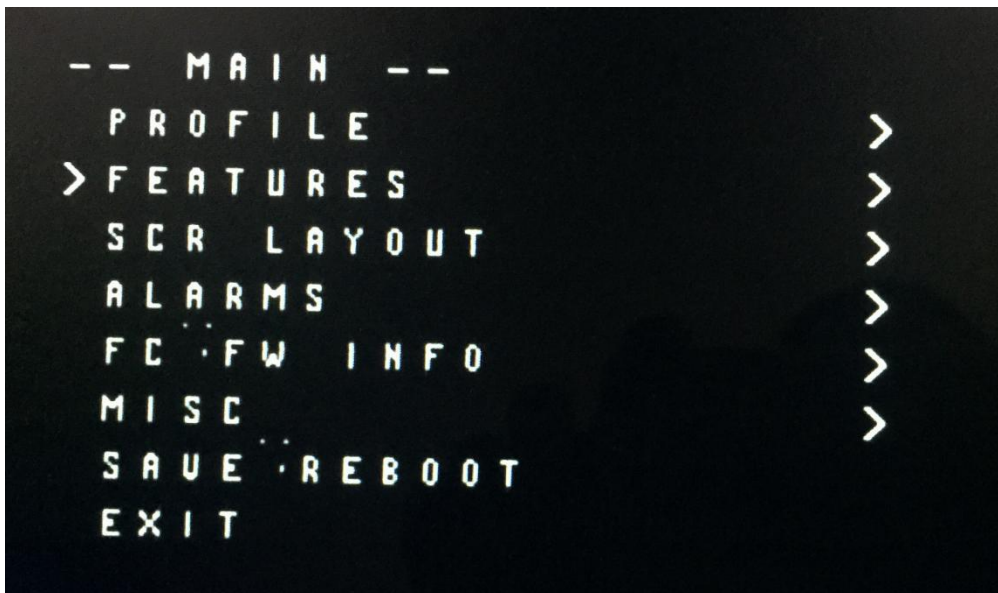 -- MAIN --
PROFILE >
>FEATURES >
SCR LAYOUT >
ALARMS >
FC FW INFO >
MISC >
SAVE REBOOT
EXIT